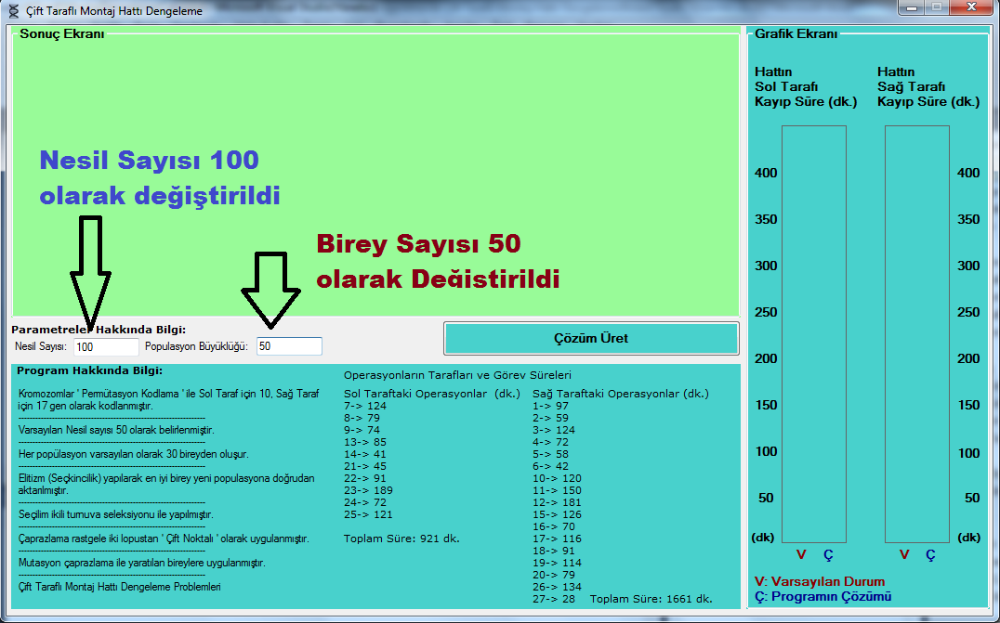 Çift Taraflı Montaj Hattı Dengeleme
Sonuç Ekranı
Nesil Sayısı 100
olarak değiştirildi
Birey Sayısı 50
olarak Değiştirildi
Parametreler Hakkında Bilgi:
Nesil Sayısı: 100 Populasyon Büyüklüğü: 50
Çözüm Üret
Program Hakkında Bilgi:
Kromozomlar ' Permütasyon Kodlama ' ile Sol Taraf için 10, Sağ Taraf
için 17 gen olarak kodlanmıştır.
Varsayılan Nesil sayısı 50 olarak belirlenmiştir.
Her popülasyon varsayılan olarak 30 bireyden oluşur.
Elitizm (Seçkincilik) yapılarak en iyi birey yeni populasyona doğrudan
aktarılmıştır.
Seçilim ikili turnuva seleksiyonu ile yapılmıştır.
Çaprazlama rastgele iki lopustan ' Çift Noktalı ' olarak uygulanmıştır.
Mutasyon çaprazlama ile yaratılan bireylere uygulanmıştır.
Çift Taraflı Montaj Hattı Dengeleme Problemleri
Operasyonların Tarafları ve Görev Süreleri
Sol Taraftaki Operasyonlar (dk.)
7-> 124
8-> 79
9-> 74
13-> 85
14-> 41
21-> 45
22-> 91
23-> 189
24-> 72
25-> 121
Toplam Süre: 921 dk.
Sağ Taraftaki Operasyonlar (dk.)
1-> 97
2-> 59
3-> 124
4-> 72
5-> 58
6-> 42
10-> 120
11-> 150
12-> 181
15-> 126
16-> 70
17-> 116
18-> 91
19-> 114
20-> 79
26-> 134
27-> 28 Toplam Süre: 1661 dk.
Grafik Ekranı
Hattın
Sol Tarafı
Kayıp Süre (dk.)
400
350
300
250
200
150
100
50
(dk)
V Ç
Hattın
Sağ Tarafı
Kayıp Süre (dk.)
400
350
300
250
200
150
100
50
(dk)
V Ç
V: Varsayılan Durum
Ç: Programın Çözümü